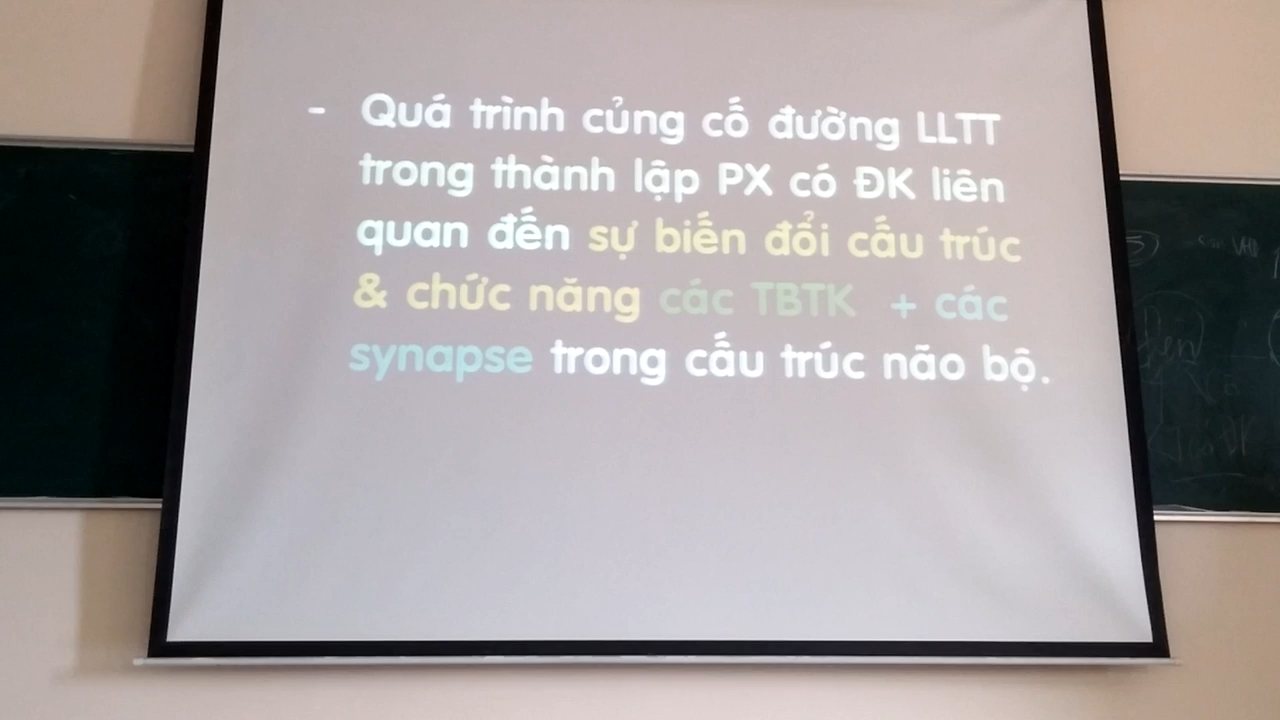 - Quá trình củng cố đường LLTT
trong thành lập PX có ĐK liên
quan đến sự biến đổi cấu trúc
& chức năng các TBTK + các
synapse trong cấu trúc não bộ.